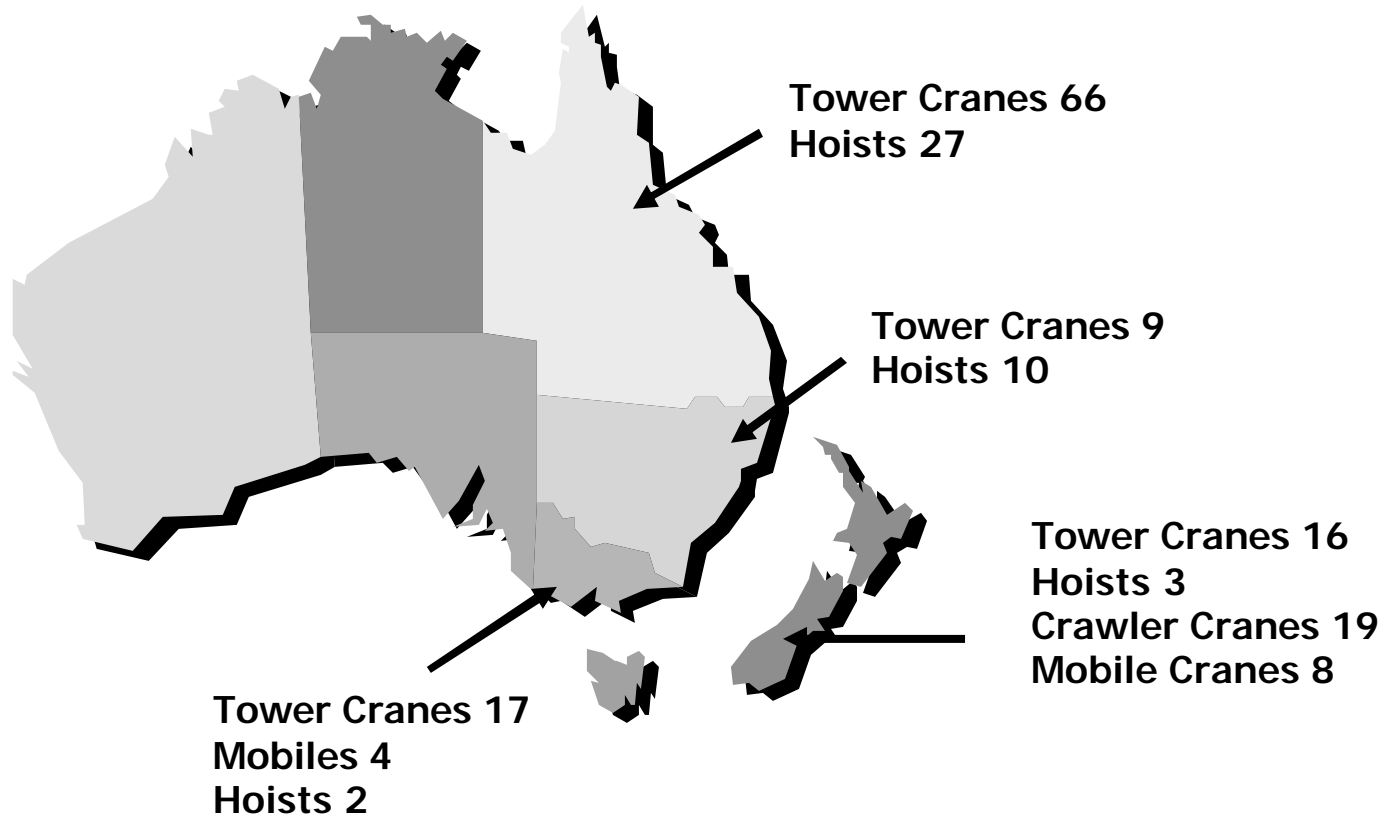 Tower Cranes 66
Hoists 27
Tower Cranes 9
Hoists 10
Tower Cranes 16
Hoists 3
Crawler Cranes 19
Mobile Cranes 8
Tower Cranes 17
Mobiles 4
Hoists 2